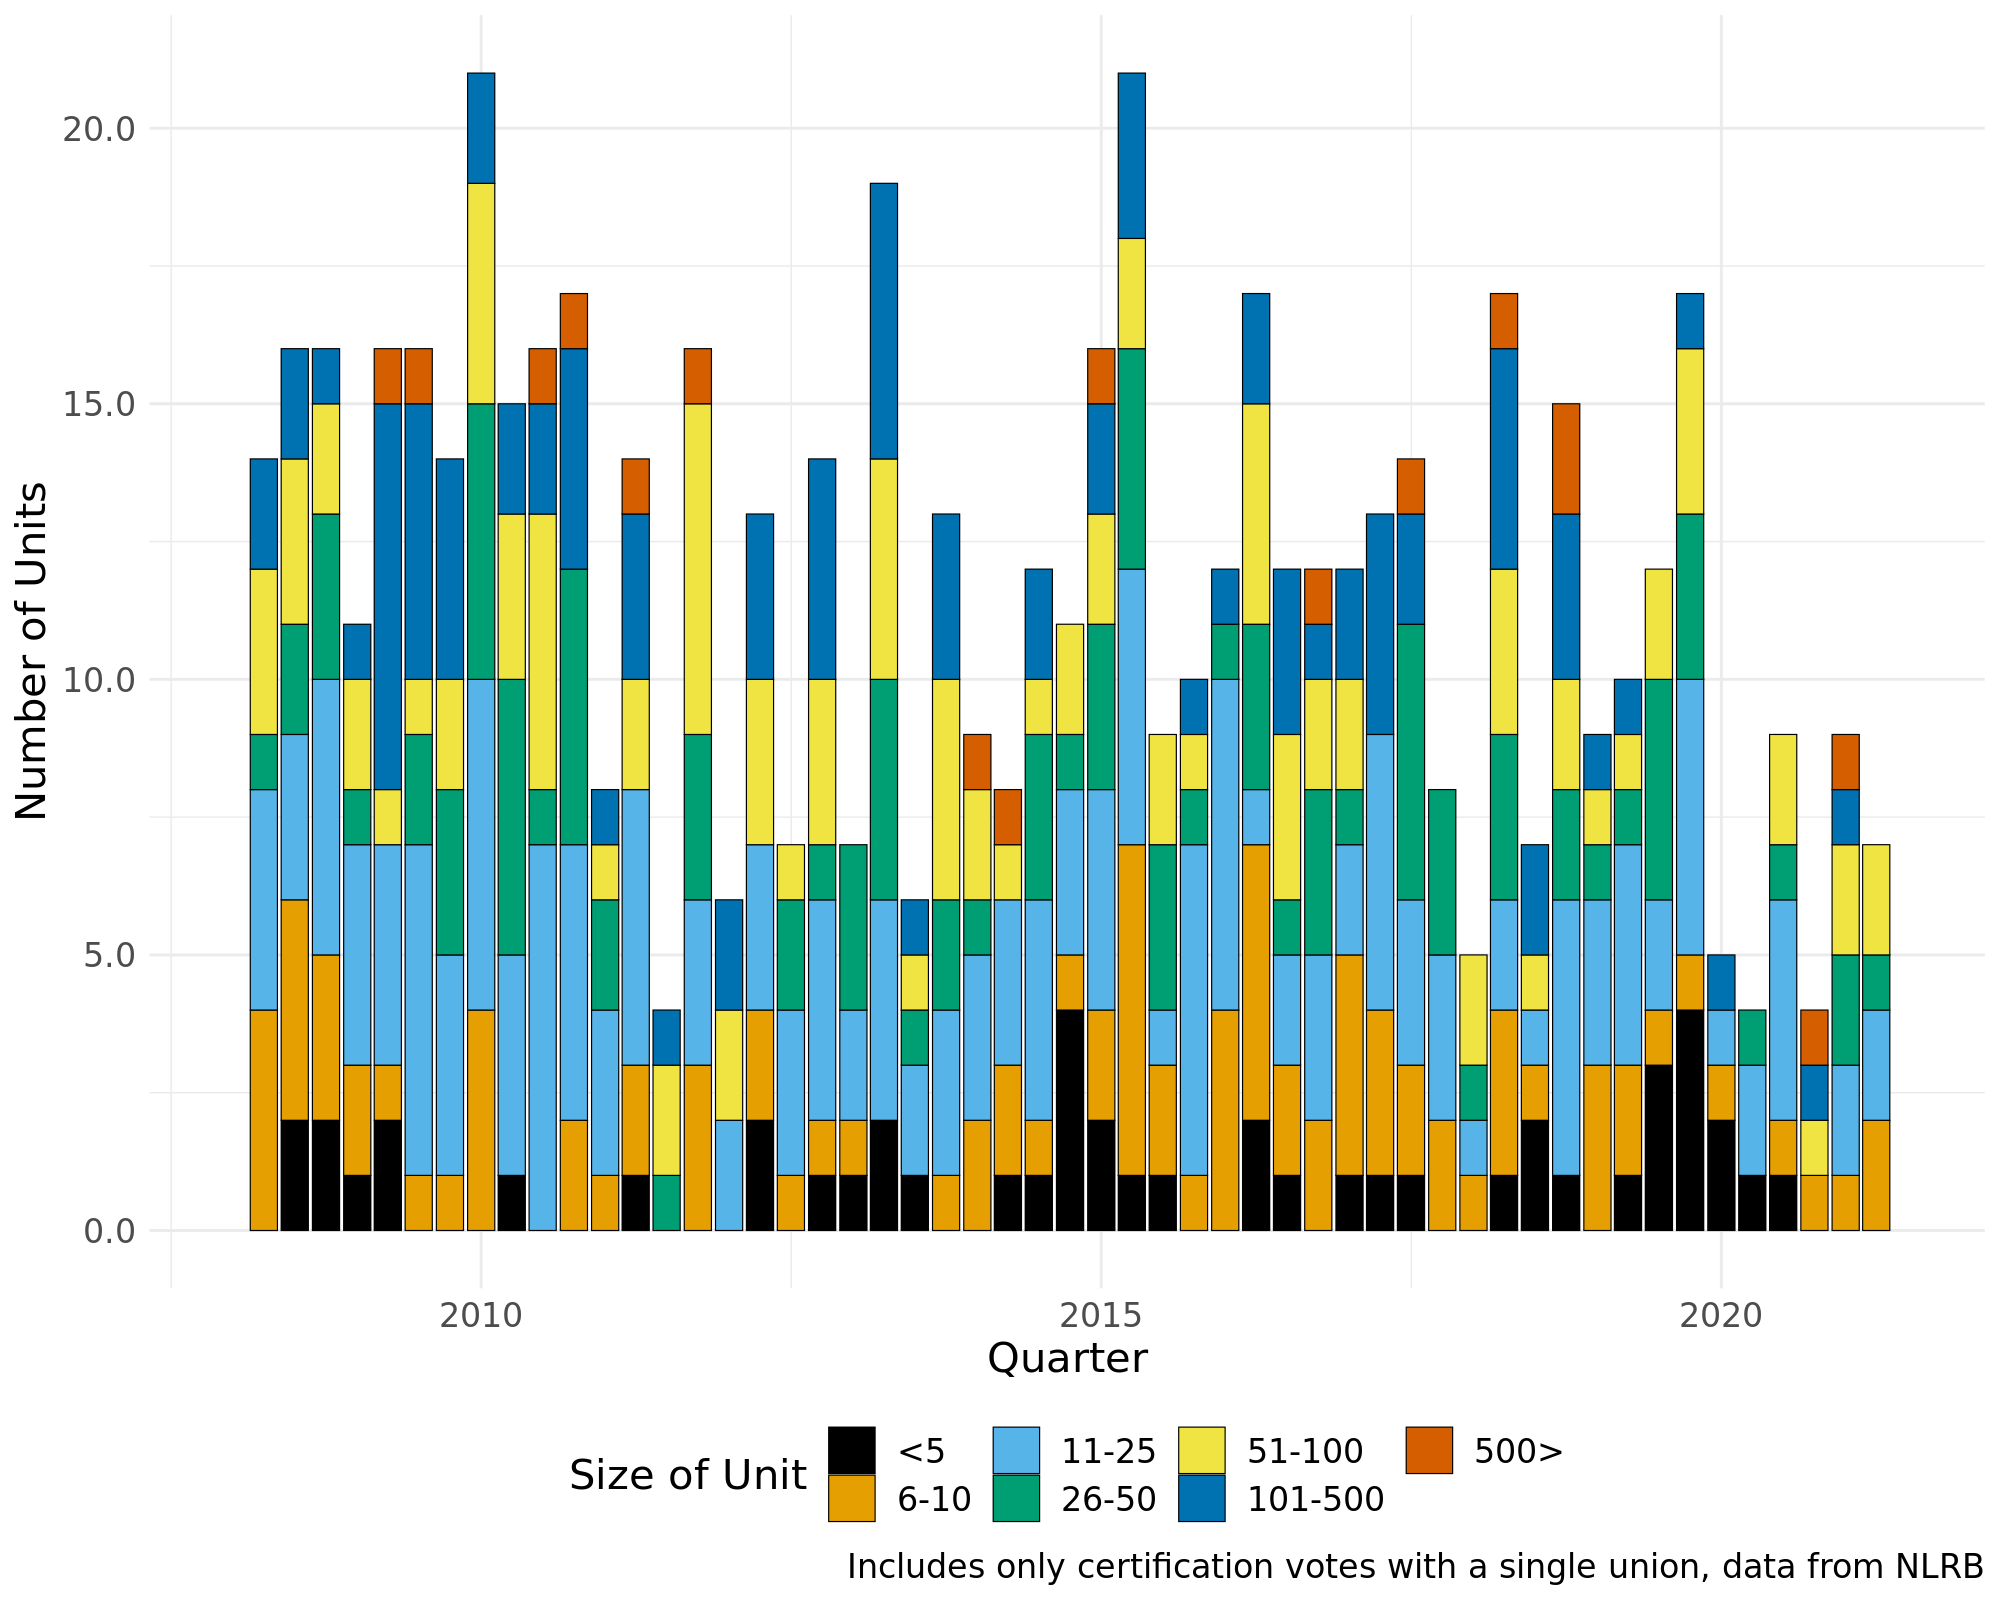 Number of Units
20.0
15.0
10.0
5.0
0.0
2010 2015 2020
Quarter
Size of Unit
<5 11-25 51-100 500>
6-10 26-50 101-500
Includes only certification votes with a single union, data from NLRB